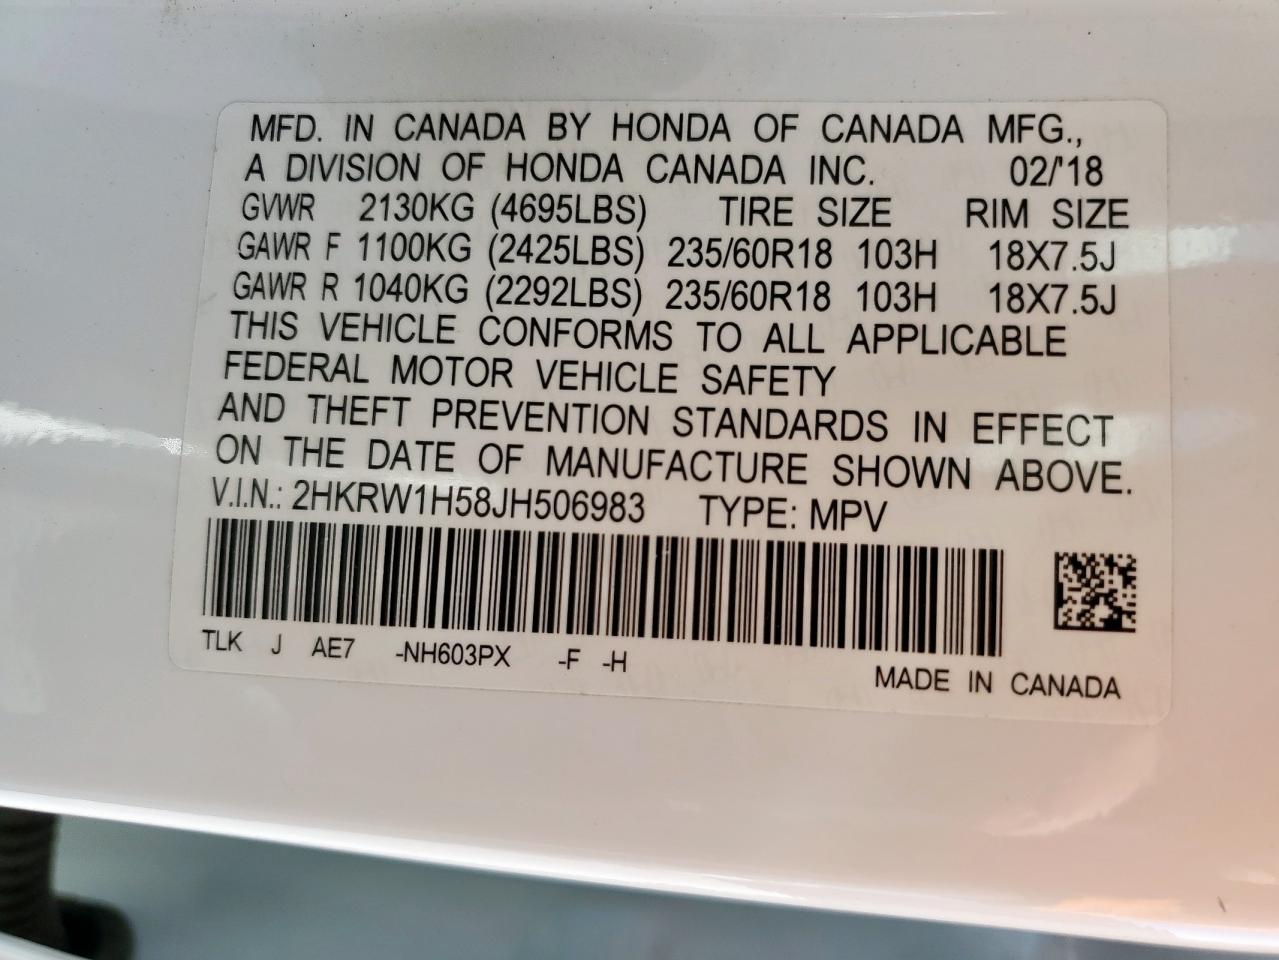 MFD. IN CANADA BY HONDA OF CANADA MFG.,
A DIVISION OF HONDA CANADA INC. 02/'18
GVWR 2130KG (4695LBS) TIRE SIZE RIM SIZE
GAWR F 1100KG (2425LBS) 235/60R18 103H 18X7.5J
GAWR R 1040KG (2292LBS) 235/60R18 103H 18X7.5J
THIS VEHICLE CONFORMS TO ALL APPLICABLE
FEDERAL MOTOR VEHICLE SAFETY
AND THEFT PREVENTION STANDARDS IN EFFECT
ON THE DATE OF MANUFACTURE SHOWN ABOVE.
V.I.N.: 2HKRW1H58JH506983 TYPE: MPV
TLK J AE7 -NH603PX -F -H
MADE IN CANADA